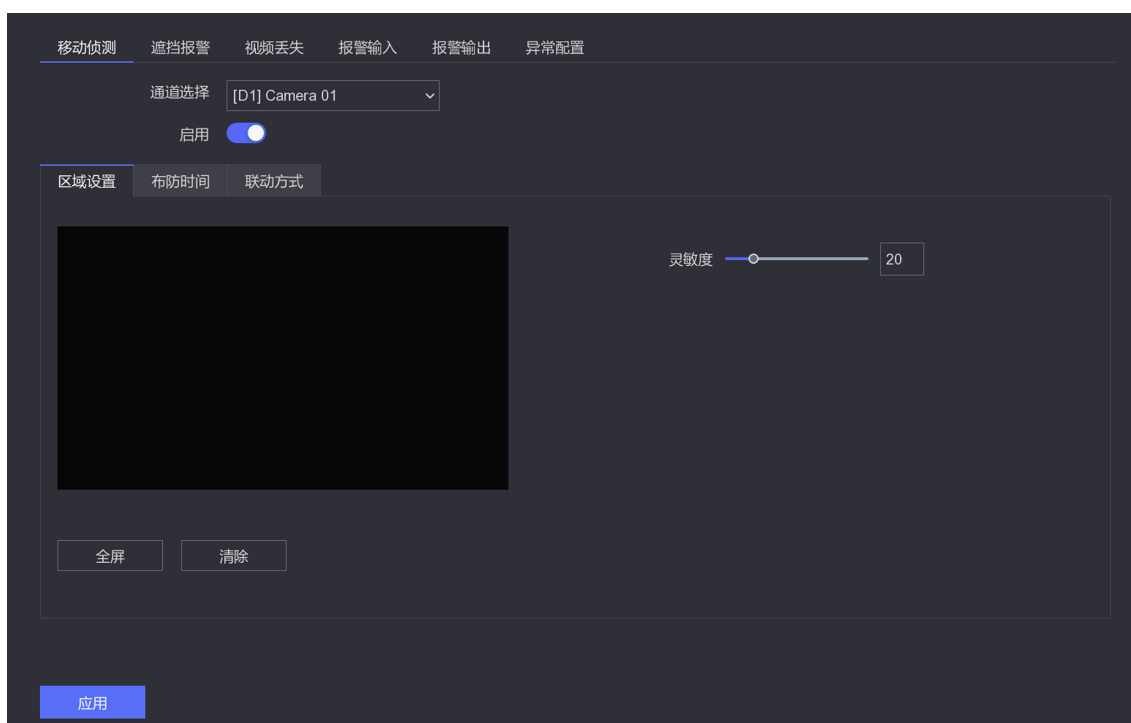 移动侦测 遮挡报警 视频丢失 报警输入 报警输出 异常配置
通道选择 [D1] Camera 01
启用
区域设置 布防时间 联动方式
灵敏度 20
全屏 清除
应用